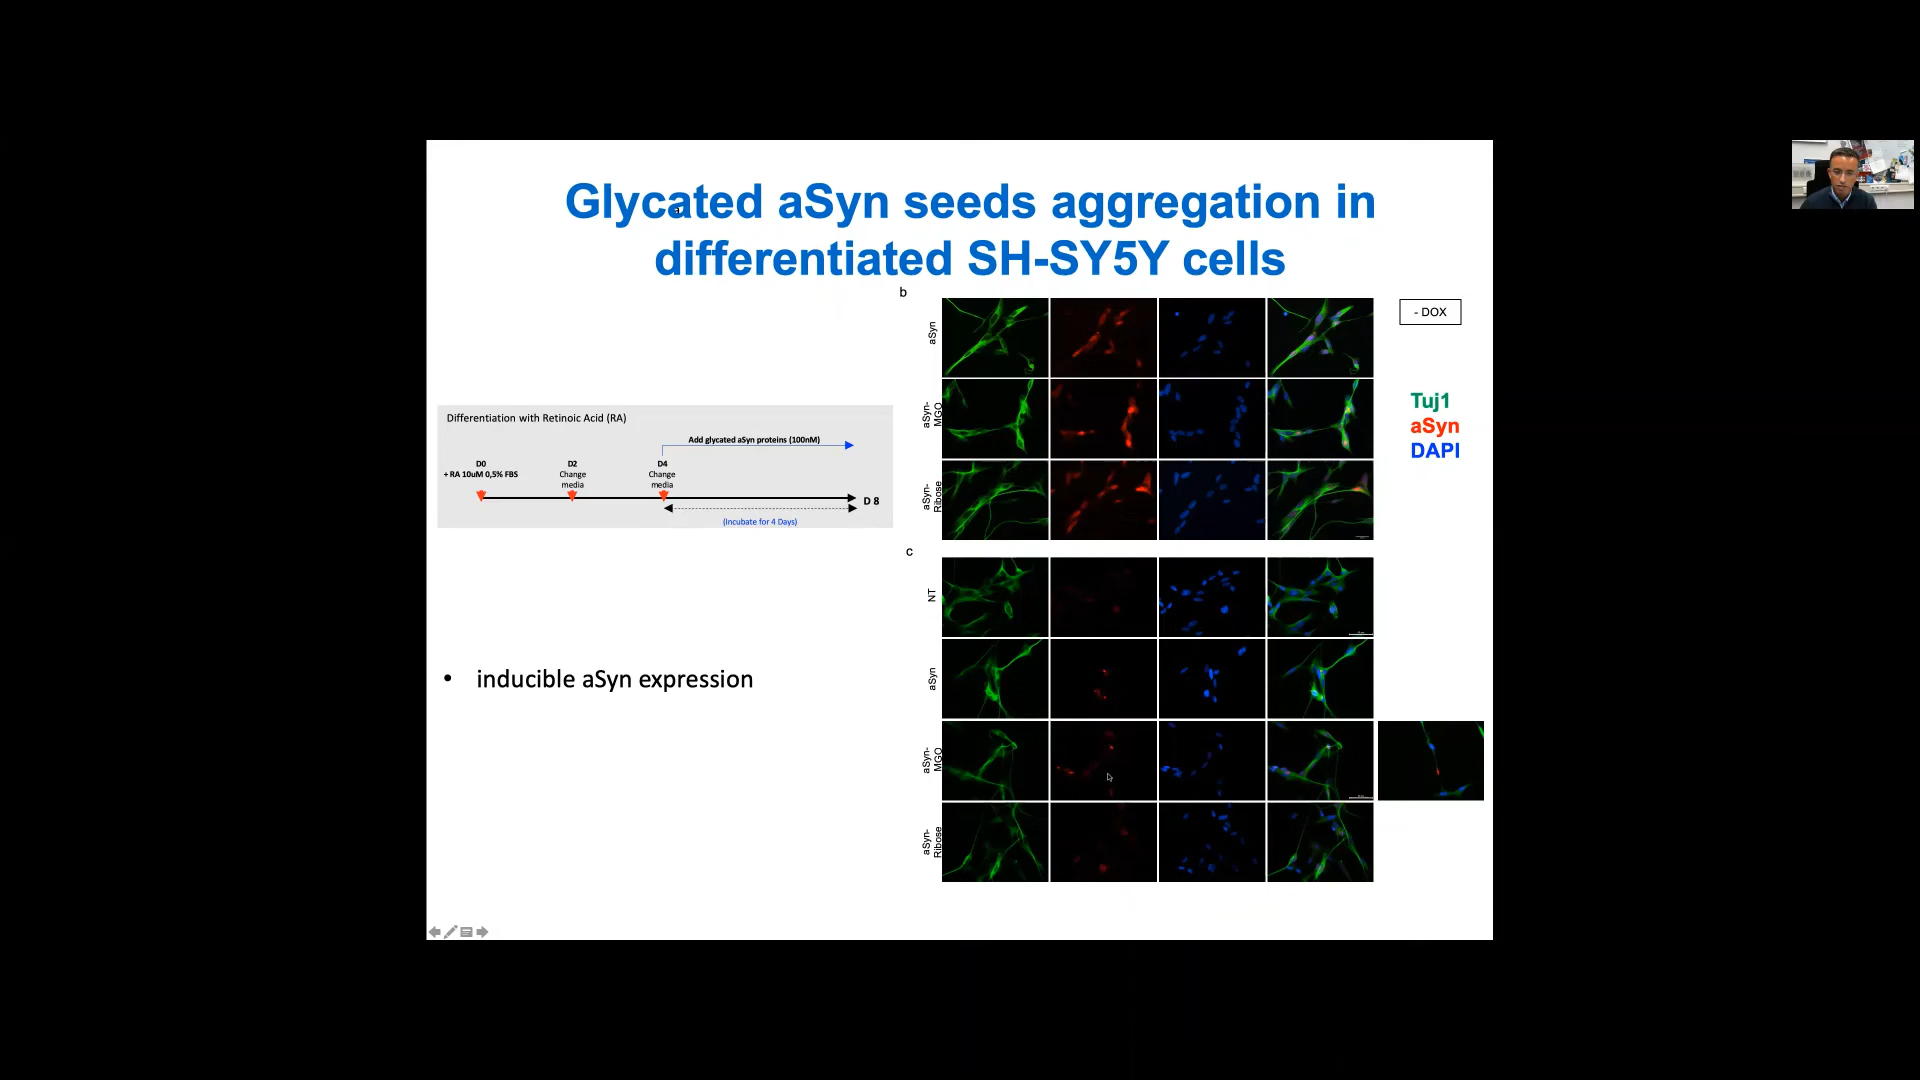 Glycated aSyn seeds aggregation in
differentiated SH-SY5Y cells
a
Differentiation with Retinoic Acid (RA)
Add glycated aSyn proteins (100nM)
D0
+ RA 10uM 0,5% FBS
D2
Change
media
D4
Change
media
D 8
(Incubate for 4 Days)
• inducible aSyn expression
b
aSyn
aSyn-
MGO
aSyn-
Ribose
- DOX
Tuj1
aSyn
DAPI
c
NT
aSyn
aSyn-
MGO
aSyn-
Ribose